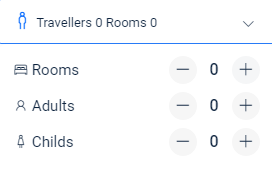 Travellers 0 Rooms 0
Rooms − 0 +
Adults − 0 +
Childs − 0 +